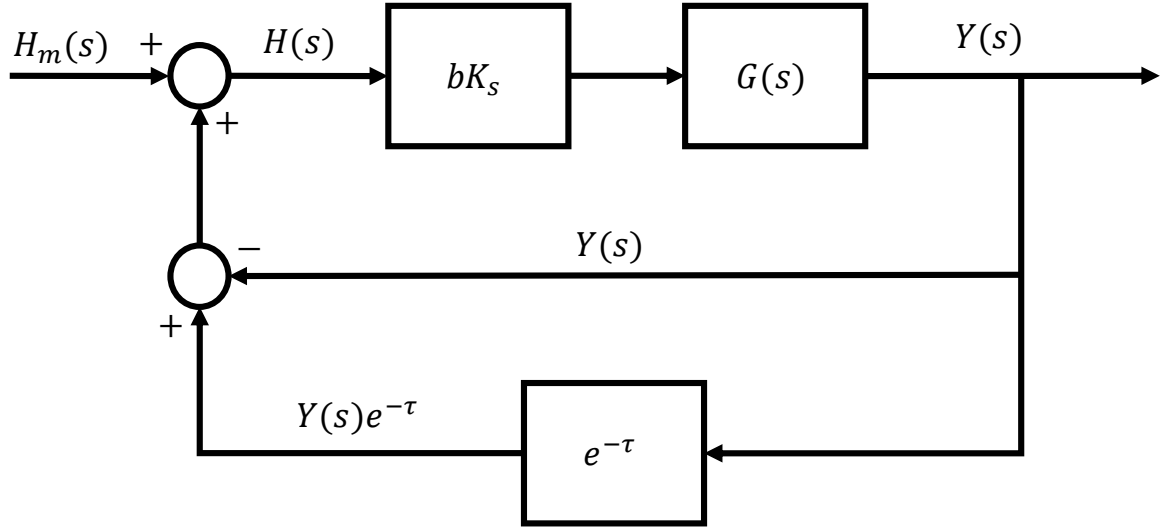 H_m(s)
+
H(s)
bK_s
G(s)
Y(s)
+
−
Y(s)
+
Y(s)e^{−τ}
e^{−τ}